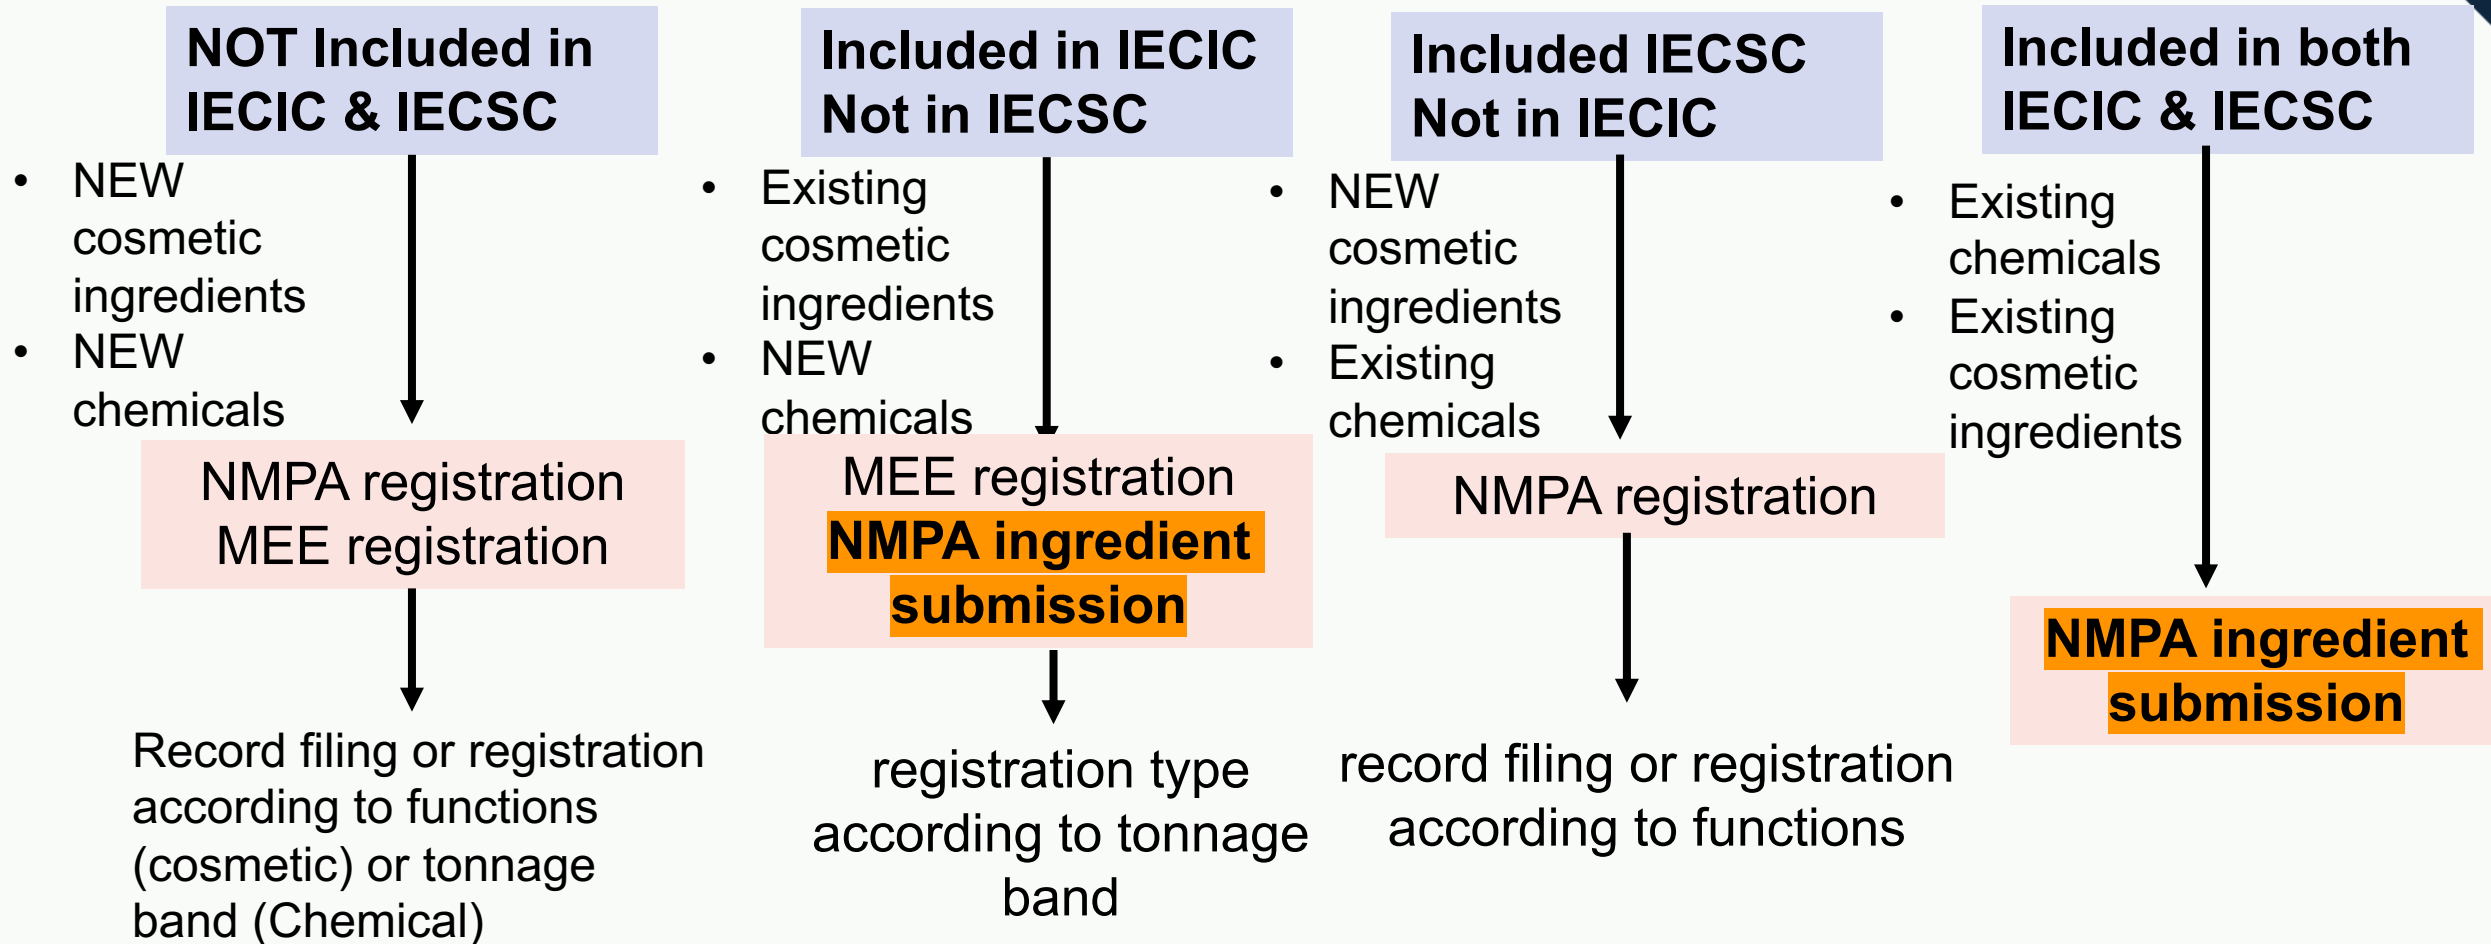 NOT Included in
IECIC & IECSC
• NEW
cosmetic
ingredients
• NEW
chemicals
NMPA registration
MEE registration
Record filing or registration
according to functions
(cosmetic) or tonnage
band (Chemical)
Included in IECIC
Not in IECSC
• Existing
cosmetic
ingredients
• NEW
chemicals
MEE registration
NMPA ingredient
submission
registration type
according to tonnage
band
Included IECSC
Not in IECIC
• NEW
cosmetic
ingredients
• Existing
chemicals
NMPA registration
record filing or registration
according to functions
Included in both
IECIC & IECSC
• Existing
chemicals
• Existing
cosmetic
ingredients
NMPA ingredient
submission